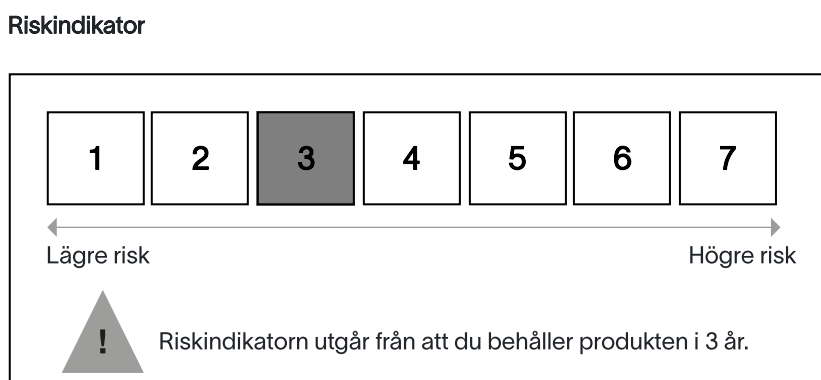 Riskindikator
1 2 3 4 5 6 7
Lägre risk Högre risk
! Riskindikatorn utgår från att du behåller produkten i 3 år.